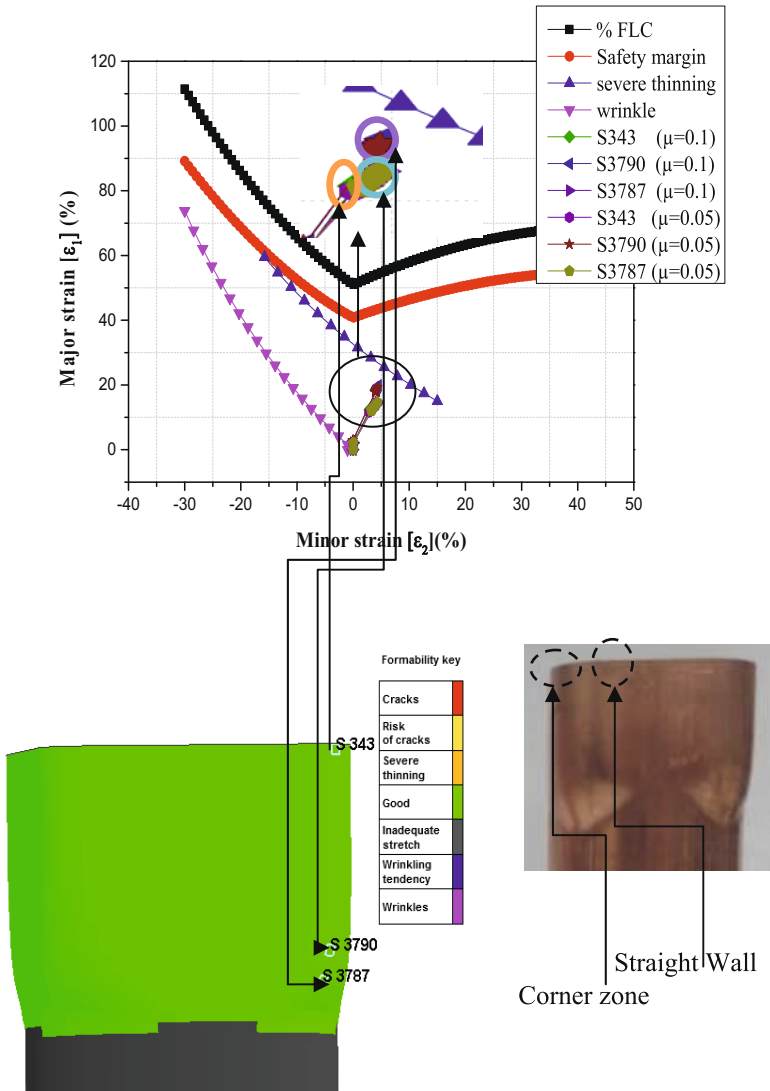 % FLC
Safety margin
severe thinning
wrinkle
S343 (μ=0.1)
S3790 (μ=0.1)
S3787 (μ=0.1)
S343 (μ=0.05)
S3790 (μ=0.05)
S3787 (μ=0.05)
120
100
80
60
40
20
0
Major strain [ε1] (%)
-40 -30 -20 -10 0 10 20 30 40 50
Minor strain [ε2](%)
Formability key
Cracks
Risk
of cracks
Severe
thinning
Good
Inadequate
stretch
Wrinkling
tendency
Wrinkles
S 343
S 3790
S 3787
Straight Wall
Corner zone